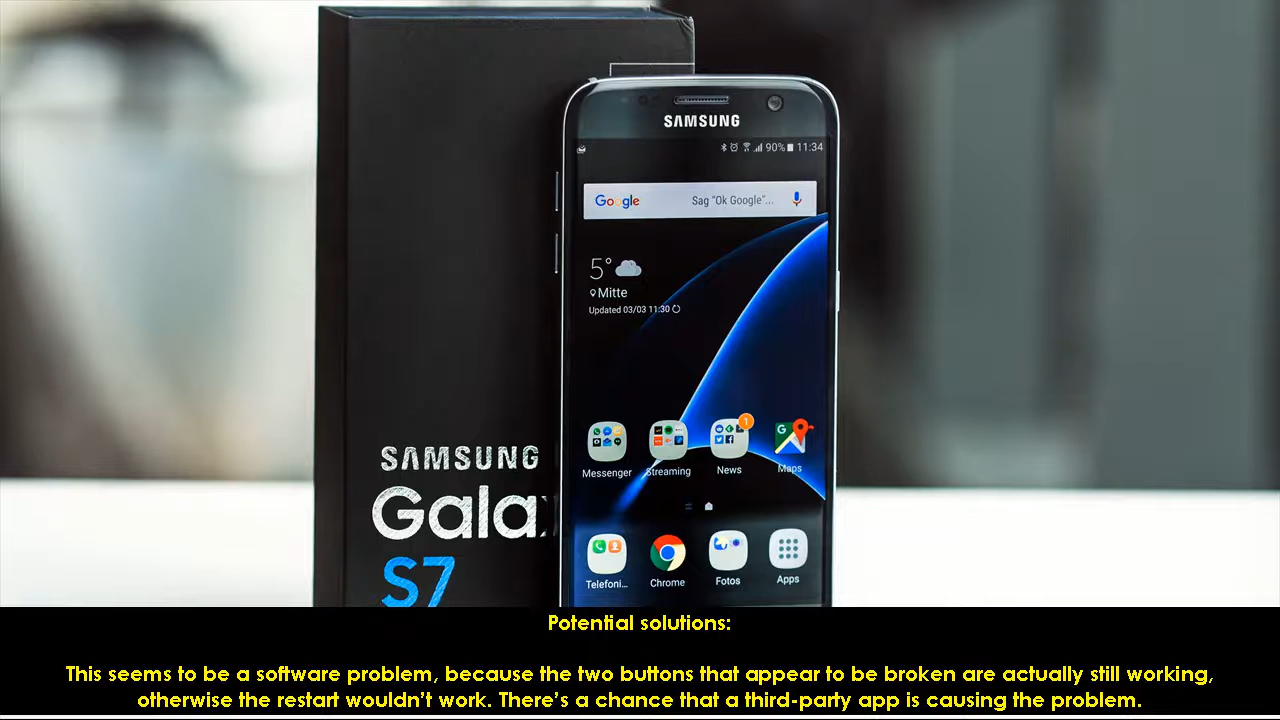 SAMSUNG
90% 11:34
Google Sag "Ok Google"...
5°
Mitte
Updated 03/03 11:30
1
G
Messenger Streaming News Maps
Telefoni... Chrome Fotos Apps
SAMSUNG
Gala
S7
Potential solutions:
This seems to be a software problem, because the two buttons that appear to be broken are actually still working,
otherwise the restart wouldn't work. There's a chance that a third-party app is causing the problem.